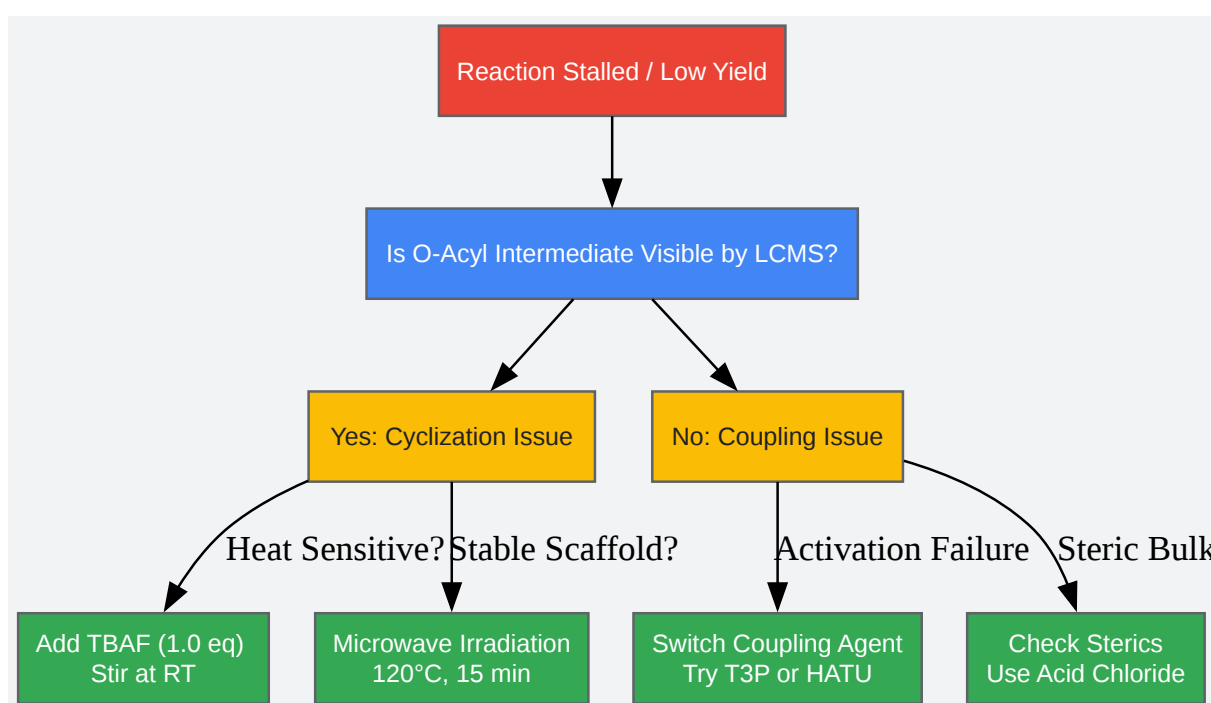 Reaction Stalled / Low Yield
Is O-Acyl Intermediate Visible by LCMS?
Yes: Cyclization Issue
No: Coupling Issue
Heat Sensitive?
Stable Scaffold?
Activation Failure
Steric Bulk
Add TBAF (1.0 eq)
Stir at RT
Microwave Irradiation
120°C, 15 min
Switch Coupling Agent
Try T3P or HATU
Check Sterics
Use Acid Chloride